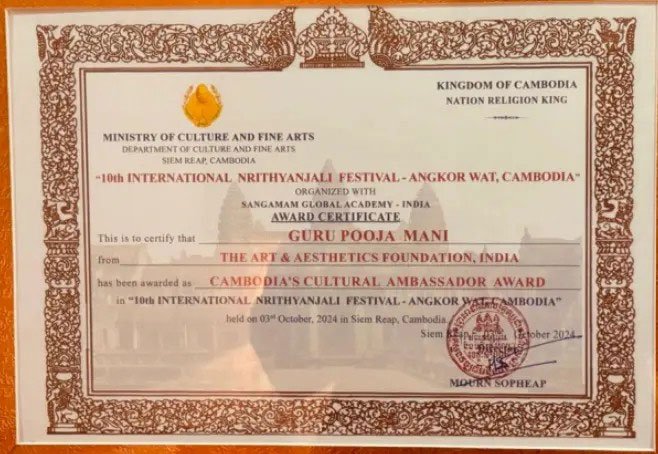 KINGDOM OF CAMBODIA
NATION RELIGION KING
MINISTRY OF CULTURE AND FINE ARTS
DEPARTMENT OF CULTURE AND FINE ARTS
SIEM REAP, CAMBODIA
"10th INTERNATIONAL NRITHYANJALI FESTIVAL - ANGKOR WAT, CAMBODIA"
ORGANIZED WITH
SANGAMAM GLOBAL ACADEMY - INDIA
AWARD CERTIFICATE
This is to certify that GURU POOJA MANI
from THE ART & AESTHETICS FOUNDATION, INDIA
has been awarded as CAMBODIA'S CULTURAL AMBASSADOR AWARD
in "10th INTERNATIONAL NRITHYANJALI FESTIVAL - ANGKOR WAT, CAMBODIA"
held on 03rd October, 2024 in Siem Reap, Cambodia.
Siem Reap October 2024
MOURN SOPHEAP